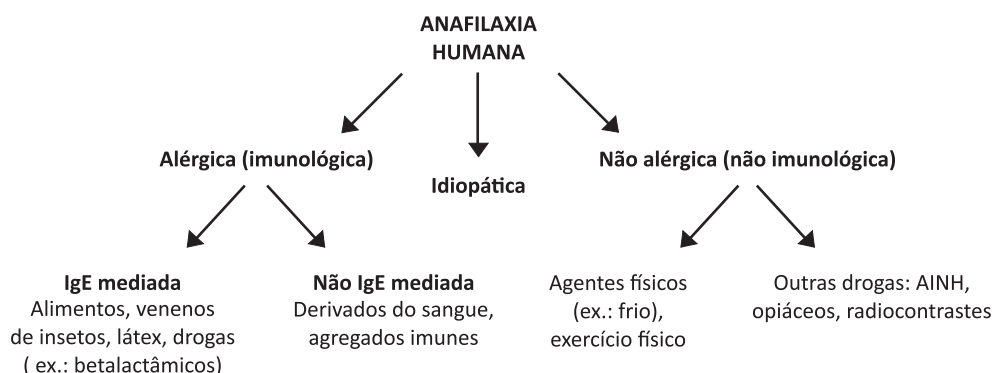 ANAFILAXIA
HUMANA
Alérgica (imunológica)
Idiopática
Não alérgica (não imunológica)
IgE mediada
Alimentos, venenos
de insetos, látex, drogas
( ex.: betalactâmicos)
Não IgE mediada
Derivados do sangue,
agregados imunes
Agentes físicos
(ex.: frio),
exercício físico
Outras drogas: AINH,
opiáceos, radiocontrastes